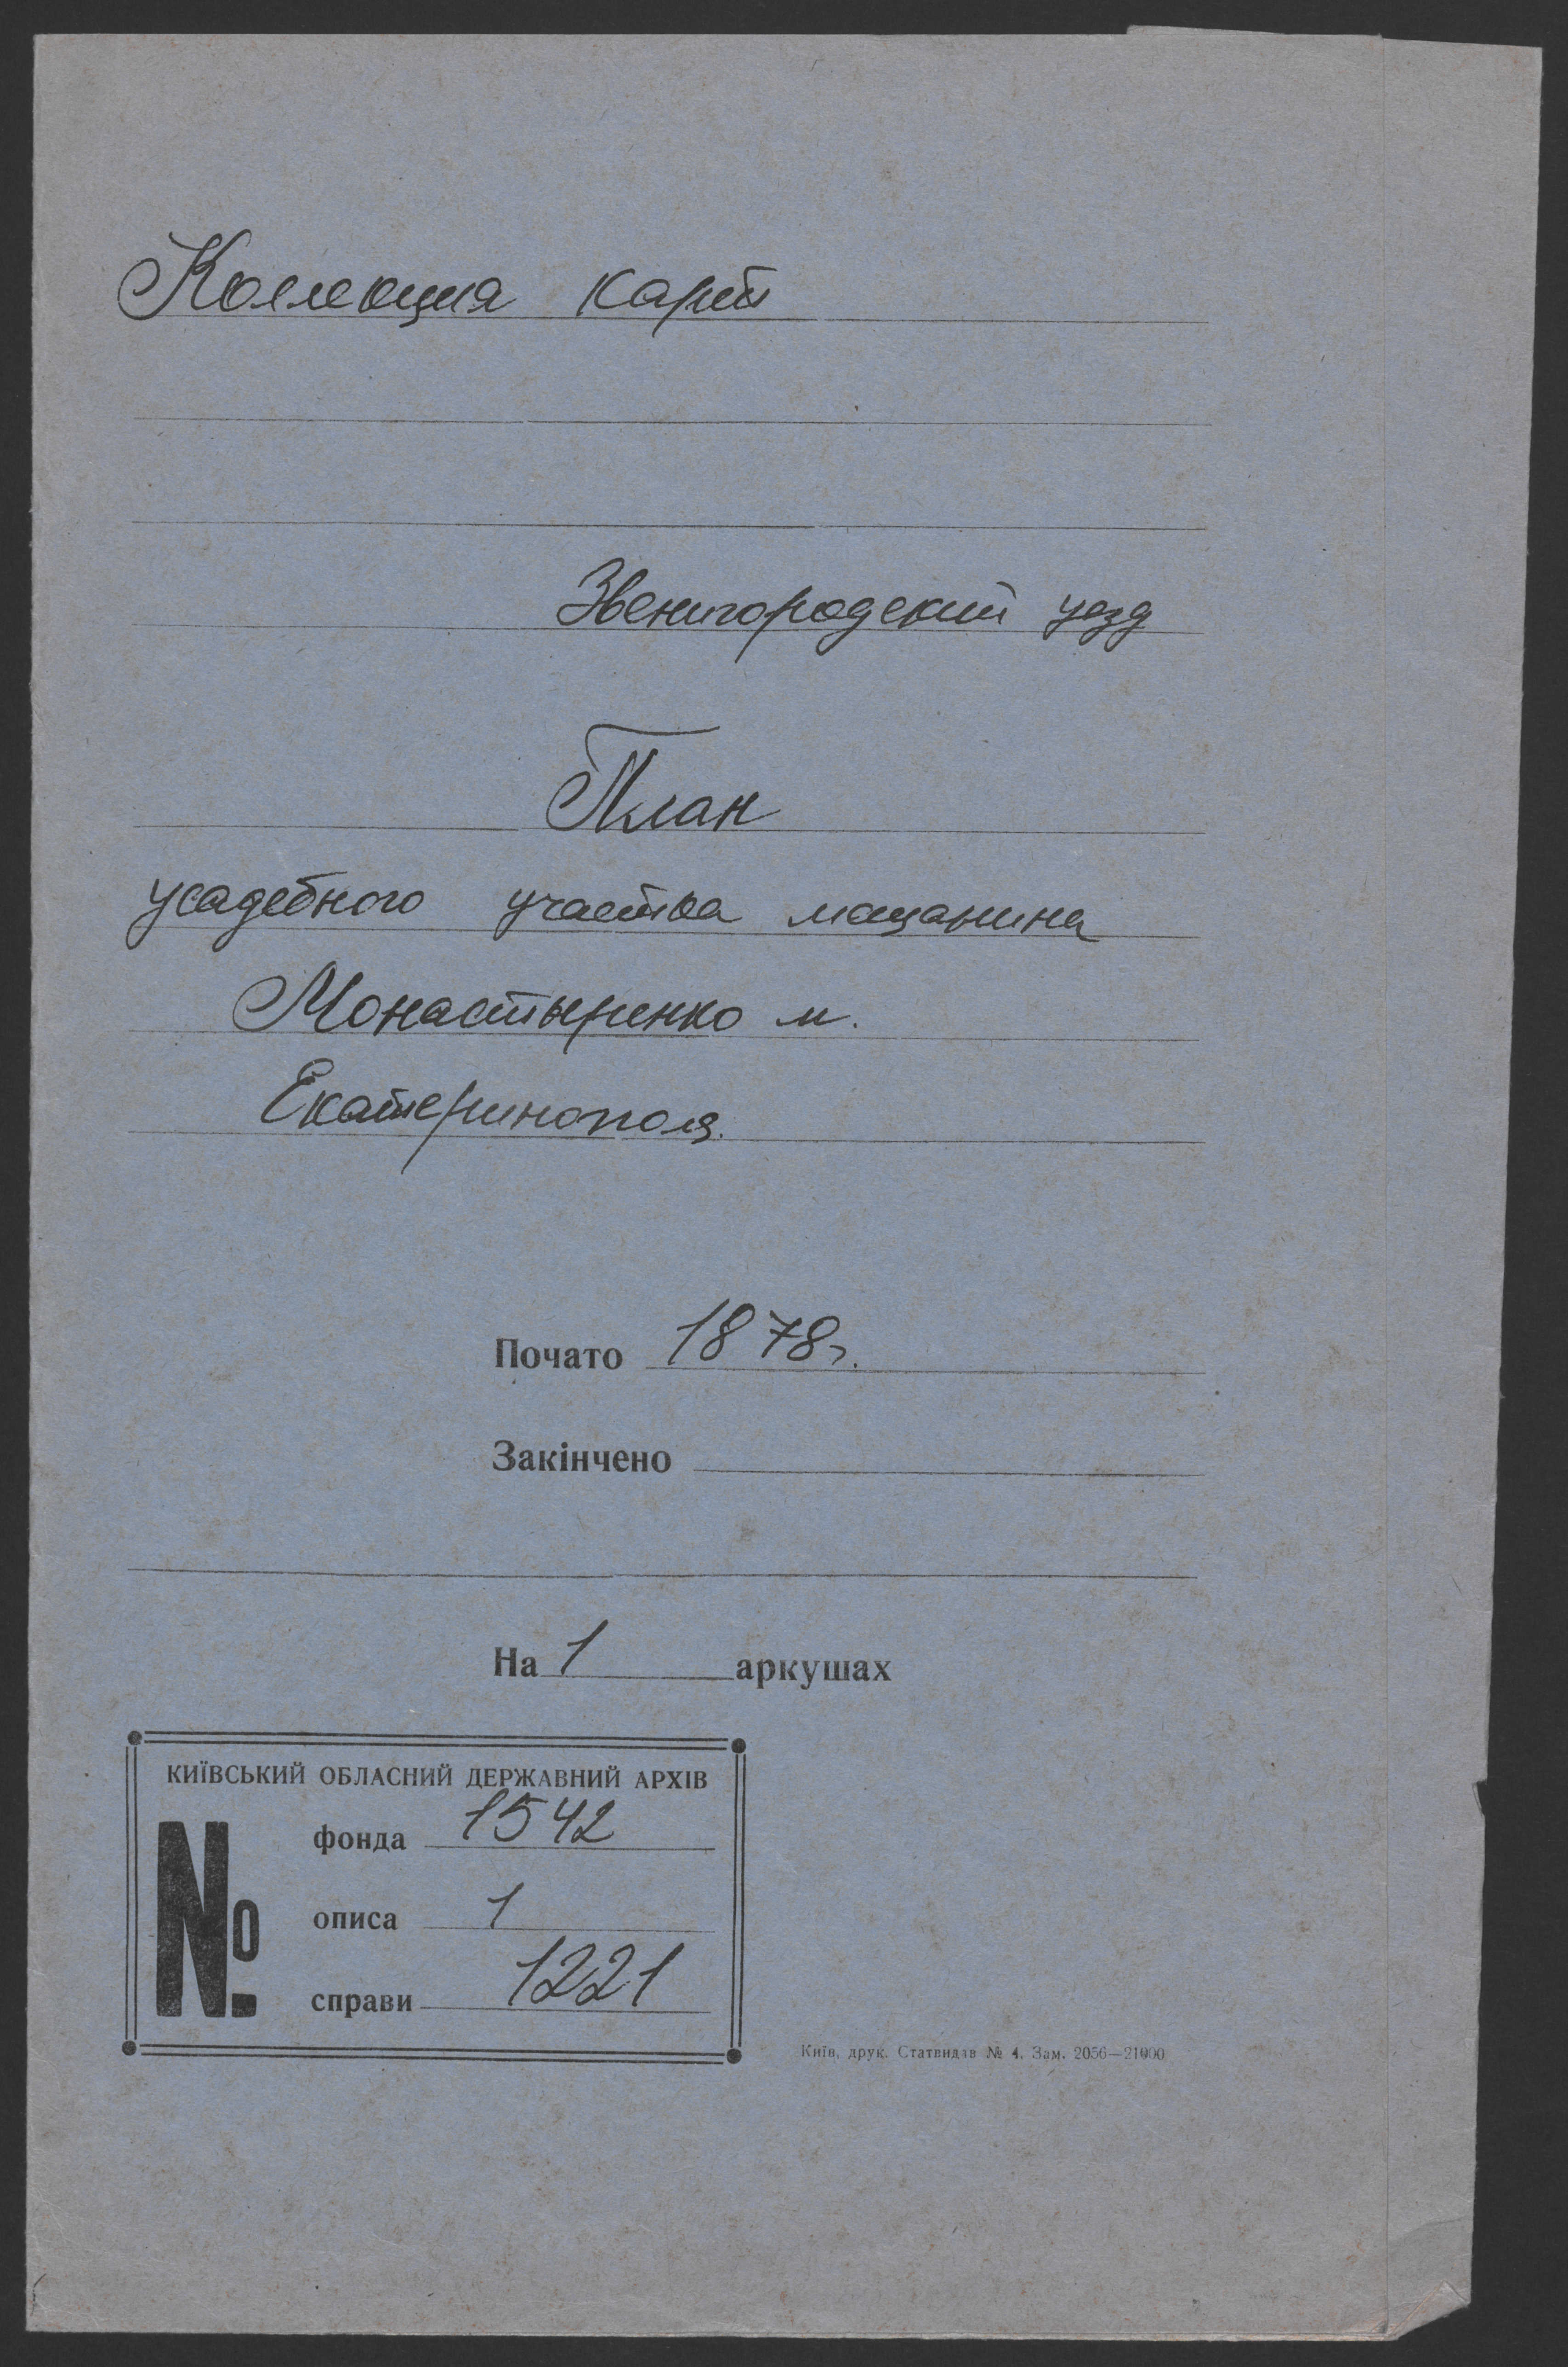 Коллекция карт
Звенигородский уезд
План
усадебного участка мещанина
Монастыренко м.
Екатеринополя.
Почато 1878г.
Закінчено
На 1 аркушах
КИЇВСЬКИЙ ОБЛАСНИЙ ДЕРЖАВНИЙ АРХІВ
№
фонда 1542
описа 1
справи 1221
Київ, друк. Статвидав № 4. Зам. 2056—21000